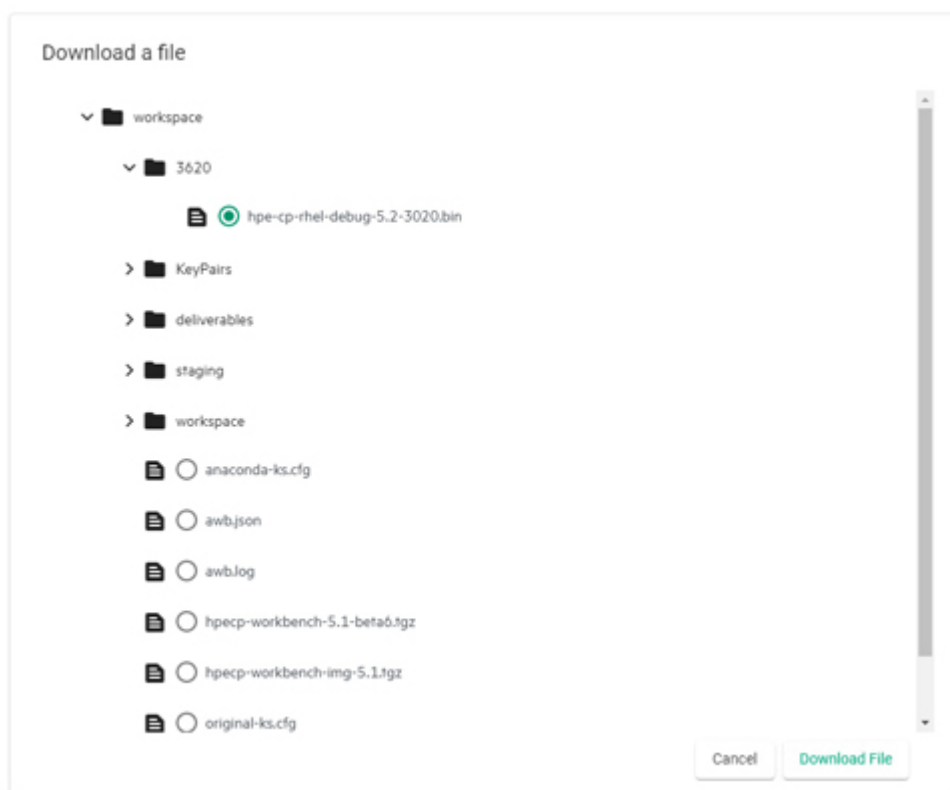 Download a file
workspace
3620
hpe-cp-rhel-debug-5.2-3020.bin
KeyPairs
deliverables
staging
workspace
anaconda-ks.cfg
awb.json
awb.log
hpecp-workbench-5.1-beta6.tgz
hpecp-workbench-img-5.1.tgz
original-ks.cfg
Cancel Download File